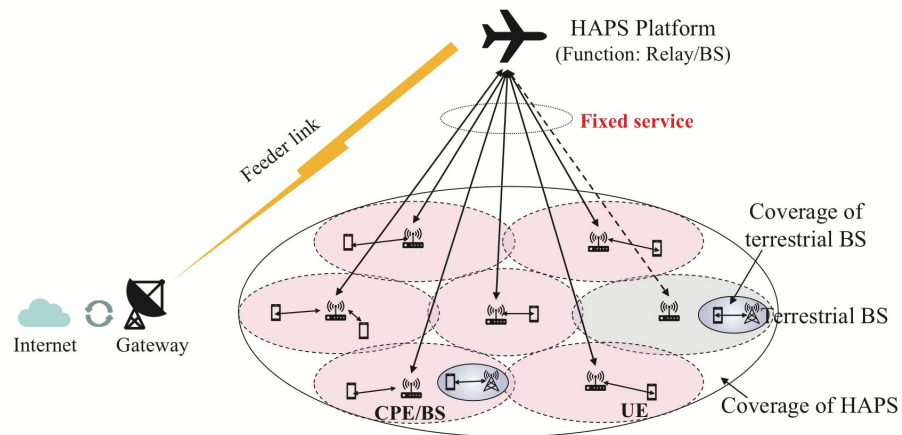 HAPS Platform
(Function: Relay/BS)
Fixed service
Feeder link
Coverage of
terrestrial BS
Terrestrial BS
Internet
Gateway
CPE/BS
UE
Coverage of HAPS